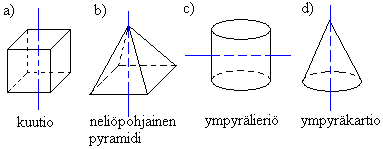 a) b) c) d)
kuutio neliöpohjainen ympyrälieriö ympyräkartio
pyramidi